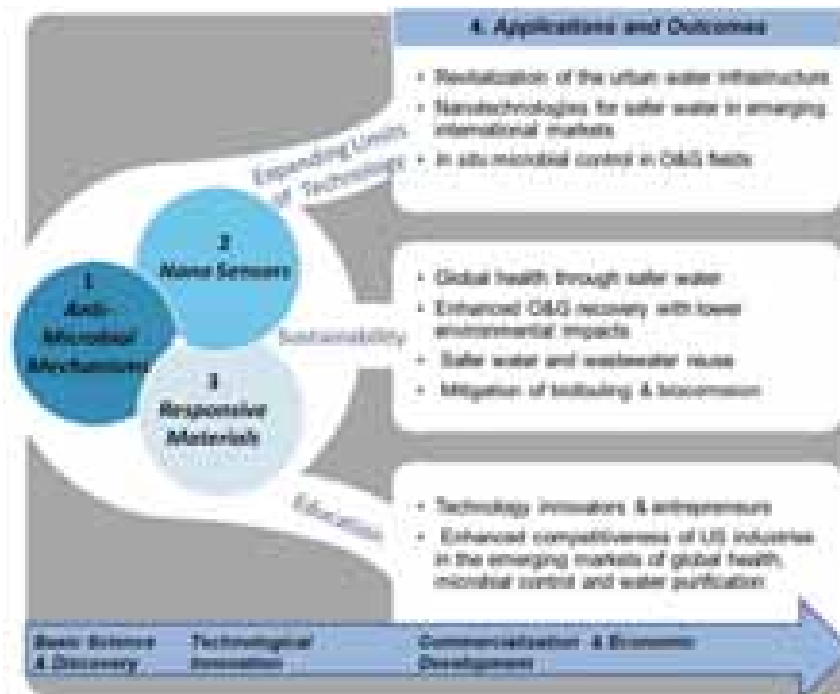 4. Applications and Outcomes
• Revitalization of the urban water infrastructure
• Nanotechnologies for safer water in emerging
international markets
• In situ microbial control in O&G fields
Expanding Limits
of Technology
2
Nano Sensors
1
Anti-
Microbial
Mechanisms
3
Responsive
Materials
Sustainability
• Global health through safer water
• Enhanced O&G recovery with lower
environmental impacts
• Safer water and wastewater reuse
• Mitigation of biofouling & biocorrosion
Education
• Technology innovators & entrepreneurs
• Enhanced competitiveness of US industries
in the emerging markets of global health,
microbial control and water purification
Basic Science
& Discovery
Technological
Innovation
Commercialization & Economic
Development